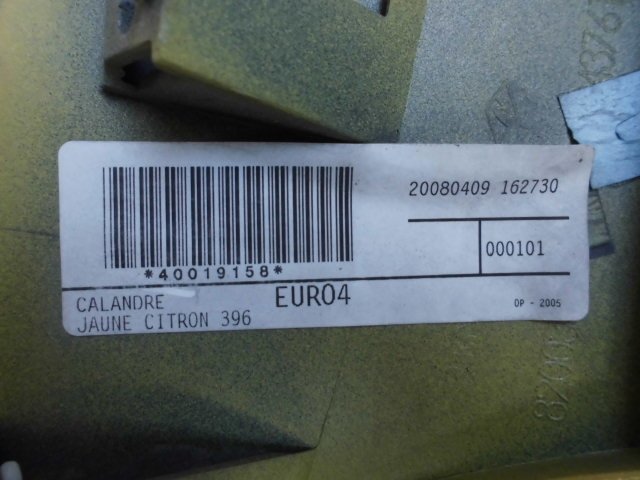 20080409 162730
000101
*40019158*
CALANDRE
EURO4
OP - 2005
JAUNE CITRON 396